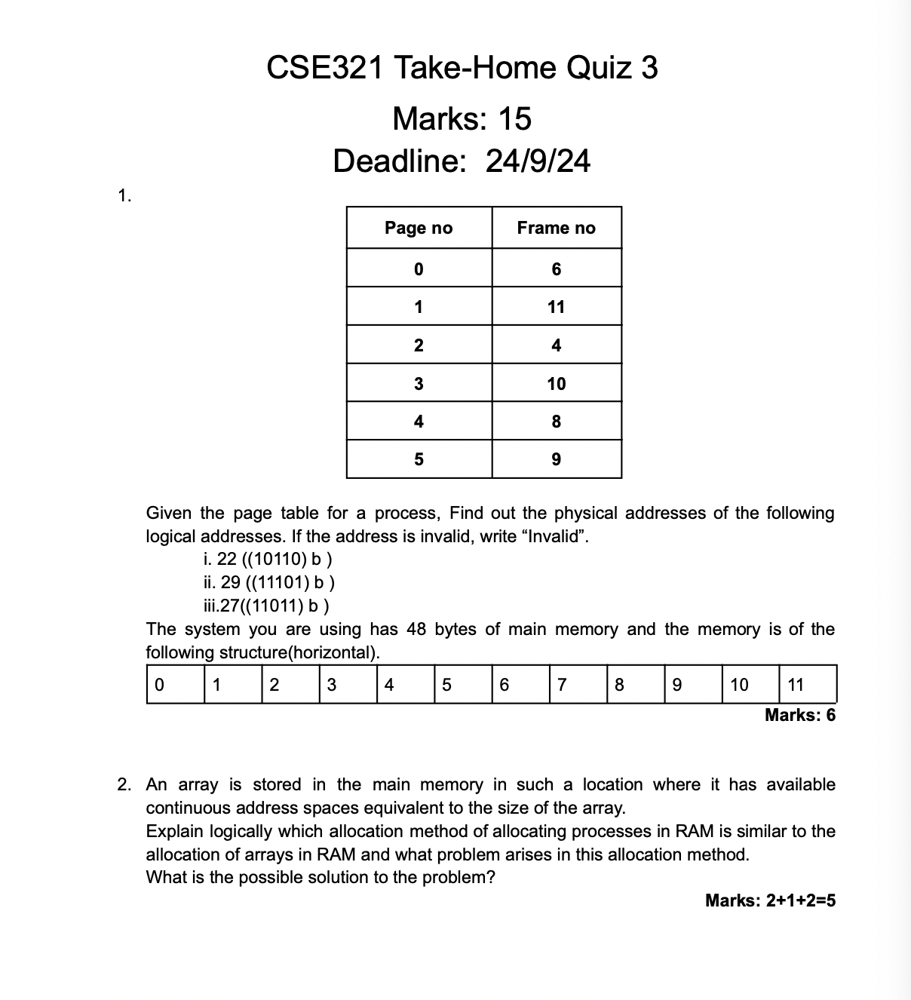 CSE321 Take-Home Quiz 3
Marks: 15
Deadline: 24/9/24
1.
Page no Frame no
0 6
1 11
2 4
3 10
4 8
5 9
Given the page table for a process, Find out the physical addresses of the following
logical addresses. If the address is invalid, write “Invalid”.
i. 22 ((10110) b )
ii. 29 ((11101) b )
iii.27((11011) b )
The system you are using has 48 bytes of main memory and the memory is of the
following structure(horizontal).
0 1 2 3 4 5 6 7 8 9 10 11
Marks: 6
2. An array is stored in the main memory in such a location where it has available
continuous address spaces equivalent to the size of the array.
Explain logically which allocation method of allocating processes in RAM is similar to the
allocation of arrays in RAM and what problem arises in this allocation method.
What is the possible solution to the problem?
Marks: 2+1+2=5